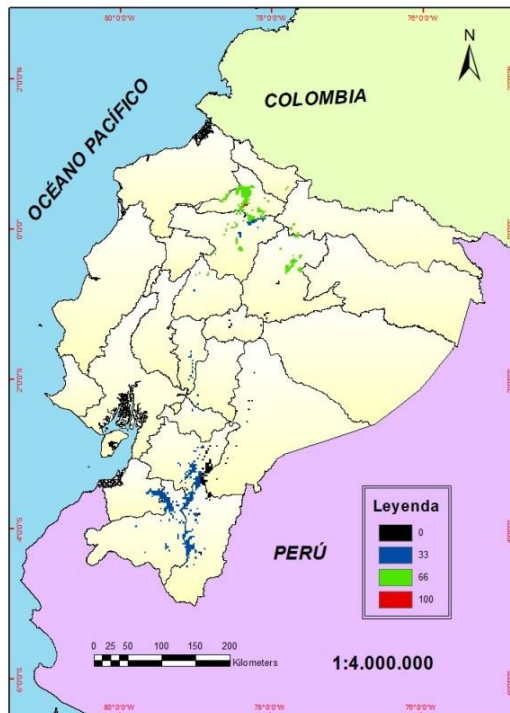 80°0'0"W 78°0'0"W 76°0'0"W
N
COLOMBIA
OCÉANO PACÍFICO
2°0'0"N
0°0'0"
2°0'0"S
4°0'0"S
6°0'0"S
Leyenda
0
33
66
100
PERÚ
0 25 50 100 150 200
Kilometers
1:4.000.000
80°0'0"W 78°0'0"W 76°0'0"W